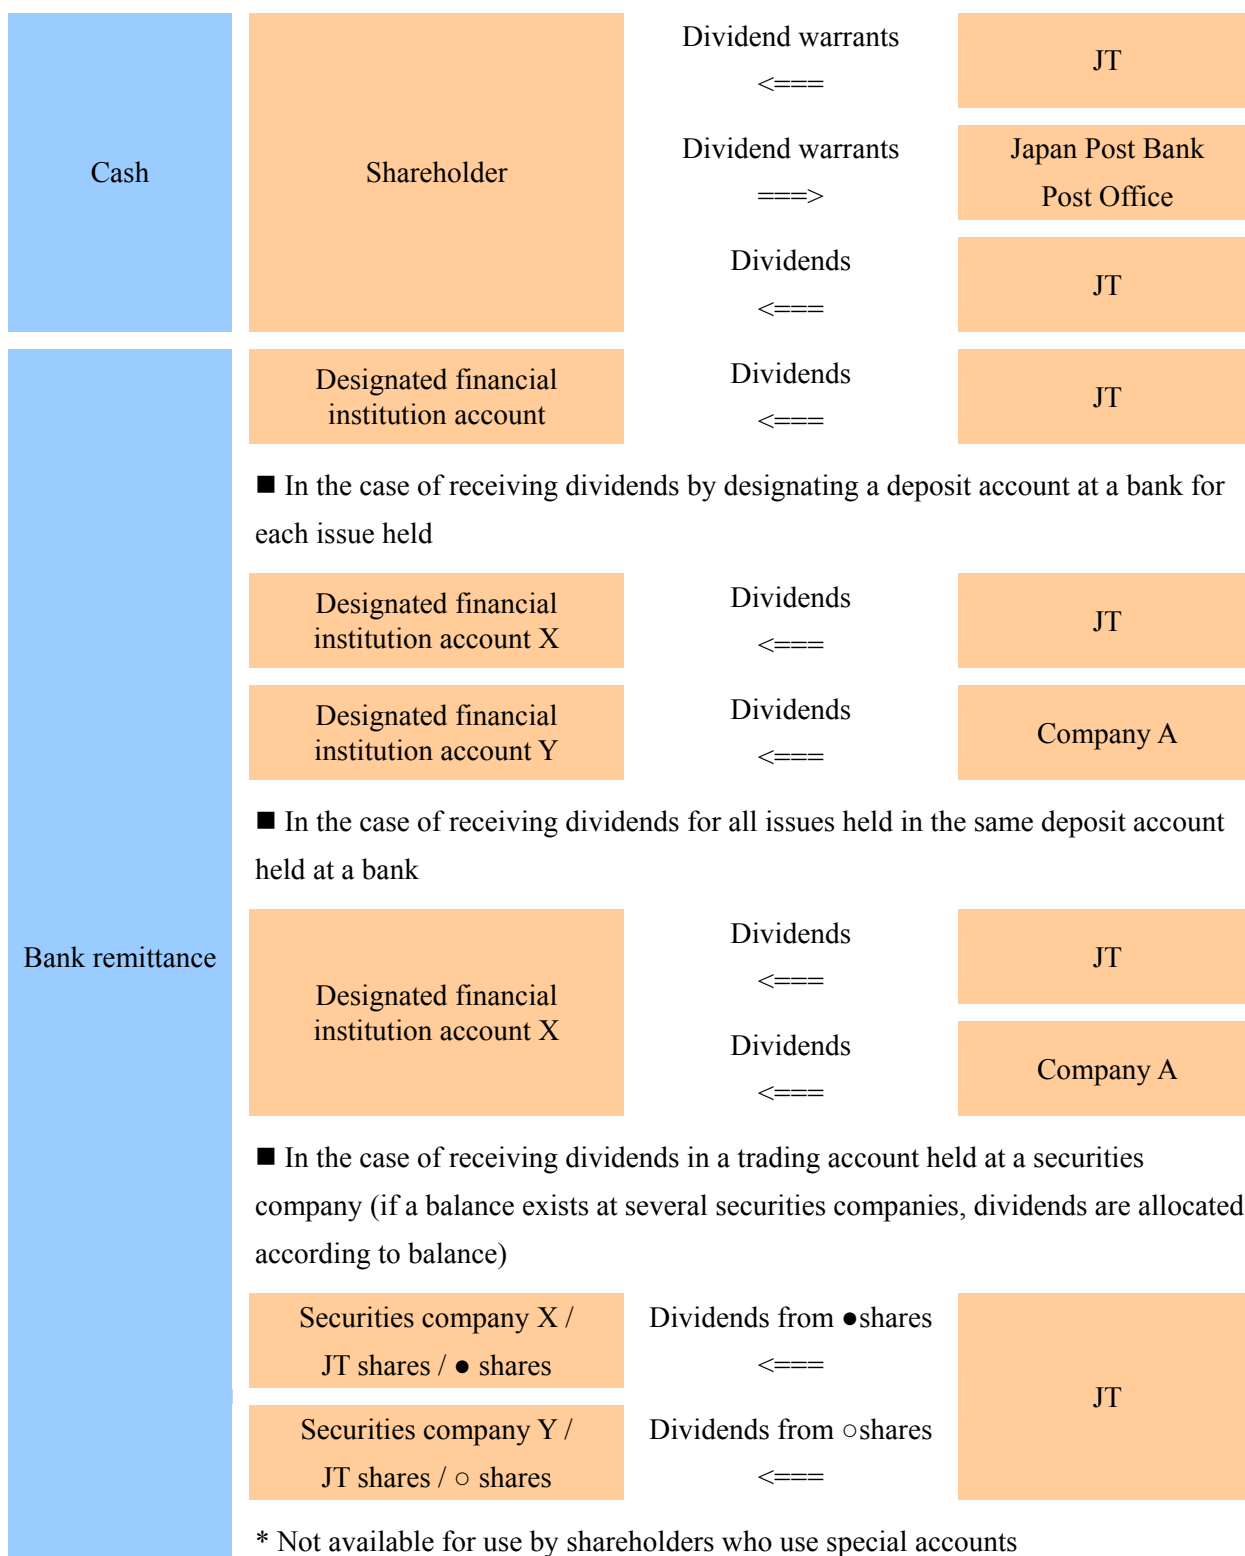 Cash
Shareholder
Dividend warrants
<===
JT
Dividend warrants
===>
Japan Post Bank
Post Office
Dividends
<===
JT
Bank remittance
Designated financial
institution account
Dividends
<===
JT
■ In the case of receiving dividends by designating a deposit account at a bank for
each issue held
Designated financial
institution account X
Dividends
<===
JT
Designated financial
institution account Y
Dividends
<===
Company A
■ In the case of receiving dividends for all issues held in the same deposit account
held at a bank
Designated financial
institution account X
Dividends
<===
JT
Dividends
<===
Company A
■ In the case of receiving dividends in a trading account held at a securities
company (if a balance exists at several securities companies, dividends are allocated
according to balance)
Securities company X /
JT shares / ● shares
Dividends from ●shares
<===
JT
Securities company Y /
JT shares / ○ shares
Dividends from ○shares
<===
* Not available for use by shareholders who use special accounts